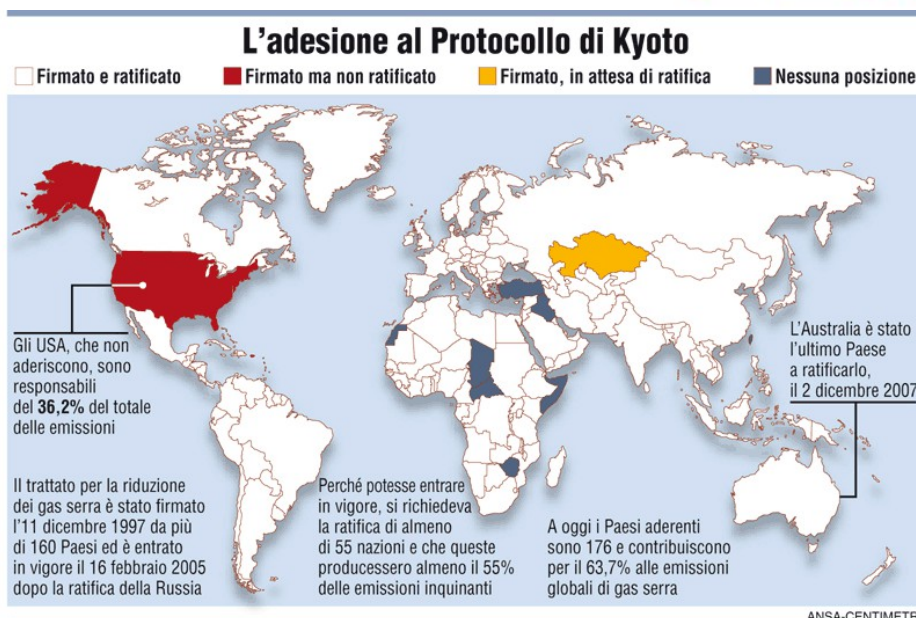 L'adesione al Protocollo di Kyoto
Firmato e ratificato
Firmato ma non ratificato
Firmato, in attesa di ratifica
Nessuna posizione
Gli USA, che non
aderiscono, sono
responsabili
del 36,2% del totale
delle emissioni
L'Australia è stato
l'ultimo Paese
a ratificarlo,
il 2 dicembre 2007
Il trattato per la riduzione
dei gas serra è stato firmato
l'11 dicembre 1997 da più
di 160 Paesi ed è entrato
in vigore il 16 febbraio 2005
dopo la ratifica della Russia
Perché potesse entrare
in vigore, si richiedeva
la ratifica di almeno
di 55 nazioni e che queste
producessero almeno il 55%
delle emissioni inquinanti
A oggi i Paesi aderenti
sono 176 e contribuiscono
per il 63,7% alle emissioni
globali di gas serra
ANSA-CENTIMETR